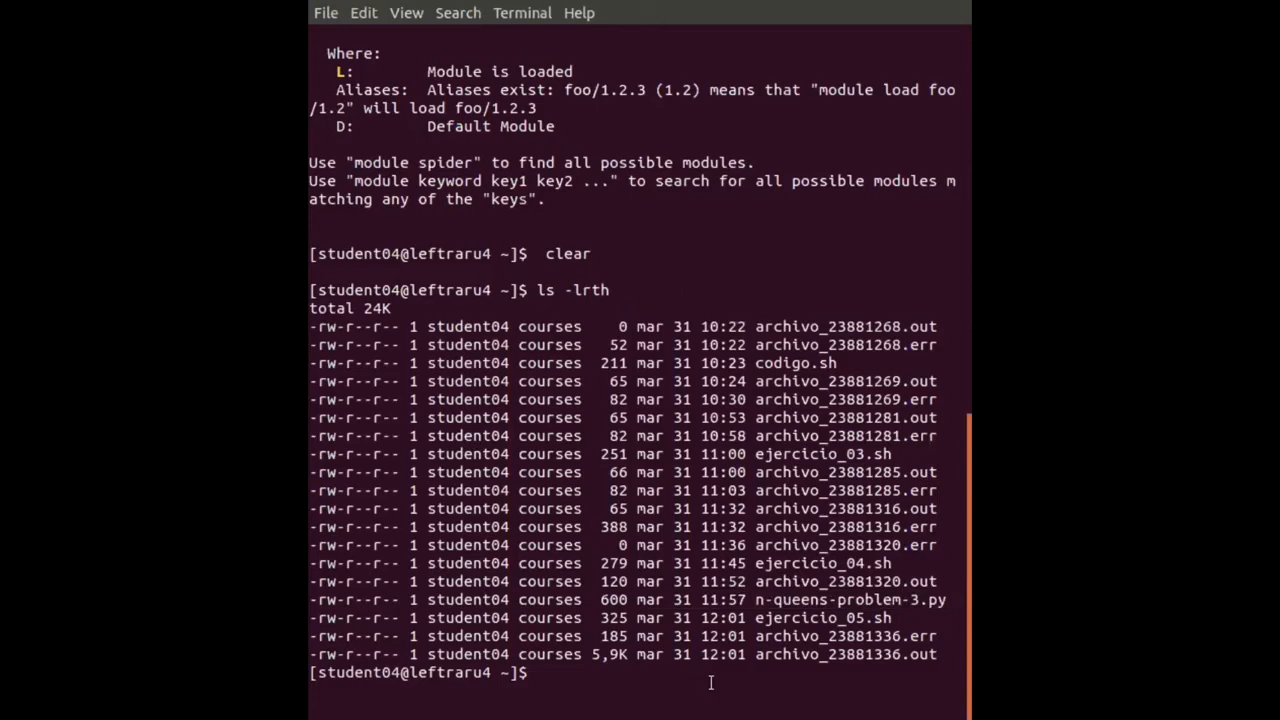 File Edit View Search Terminal Help
Where:
L: Module is loaded
Aliases: Aliases exist: foo/1.2.3 (1.2) means that "module load foo
/1.2" will load foo/1.2.3
D: Default Module
Use "module spider" to find all possible modules.
Use "module keyword key1 key2 ..." to search for all possible modules m
atching any of the "keys".
[student04@leftraru4 ~]$  clear
[student04@leftraru4 ~]$ ls -lrth
total 24K
-rw-r--r-- 1 student04 courses    0 mar 31 10:22 archivo_23881268.out
-rw-r--r-- 1 student04 courses   52 mar 31 10:22 archivo_23881268.err
-rw-r--r-- 1 student04 courses  211 mar 31 10:23 codigo.sh
-rw-r--r-- 1 student04 courses   65 mar 31 10:24 archivo_23881269.out
-rw-r--r-- 1 student04 courses   82 mar 31 10:30 archivo_23881269.err
-rw-r--r-- 1 student04 courses   65 mar 31 10:53 archivo_23881281.out
-rw-r--r-- 1 student04 courses   82 mar 31 10:58 archivo_23881281.err
-rw-r--r-- 1 student04 courses  251 mar 31 11:00 ejercicio_03.sh
-rw-r--r-- 1 student04 courses   66 mar 31 11:00 archivo_23881285.out
-rw-r--r-- 1 student04 courses   82 mar 31 11:03 archivo_23881285.err
-rw-r--r-- 1 student04 courses   65 mar 31 11:32 archivo_23881316.out
-rw-r--r-- 1 student04 courses  388 mar 31 11:32 archivo_23881316.err
-rw-r--r-- 1 student04 courses    0 mar 31 11:36 archivo_23881320.err
-rw-r--r-- 1 student04 courses  279 mar 31 11:45 ejercicio_04.sh
-rw-r--r-- 1 student04 courses  120 mar 31 11:52 archivo_23881320.out
-rw-r--r-- 1 student04 courses  600 mar 31 11:57 n-queens-problem-3.py
-rw-r--r-- 1 student04 courses  325 mar 31 12:01 ejercicio_05.sh
-rw-r--r-- 1 student04 courses  185 mar 31 12:01 archivo_23881336.err
-rw-r--r-- 1 student04 courses 5,9K mar 31 12:01 archivo_23881336.out
[student04@leftraru4 ~]$